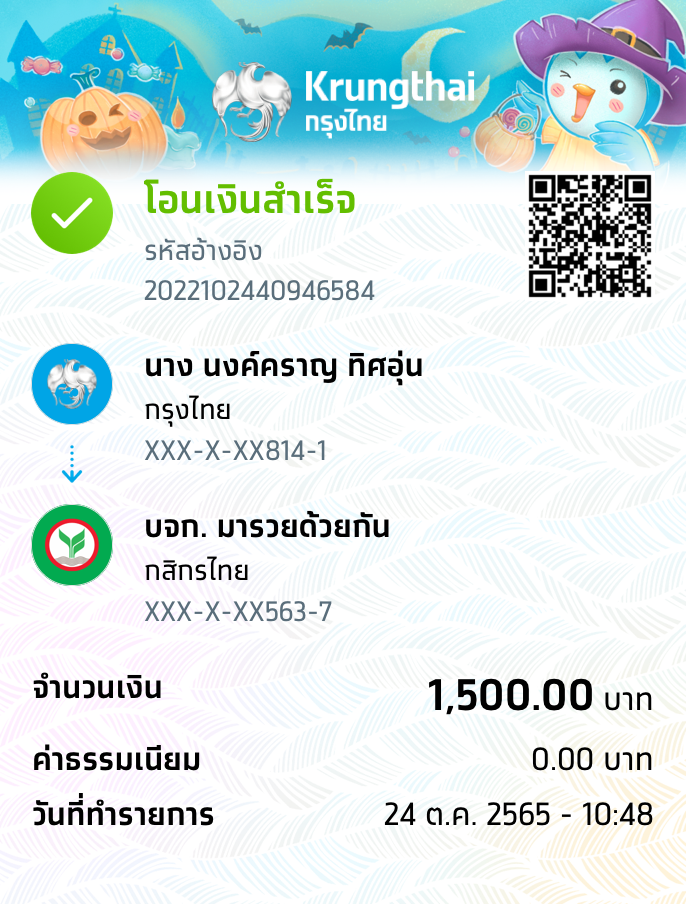 Krungthai
กรุงไทย
โอนเงินสำเร็จ
รหัสอ้างอิง
2022102440946584
นาง นงค์คราญ ทิศอุ่น
กรุงไทย
XXX-X-XX814-1
บจก. มารวยด้วยกัน
กสิกรไทย
XXX-X-XX563-7
จำนวนเงิน 1,500.00 บาท
ค่าธรรมเนียม 0.00 บาท
วันที่ทำรายการ 24 ต.ค. 2565 - 10:48